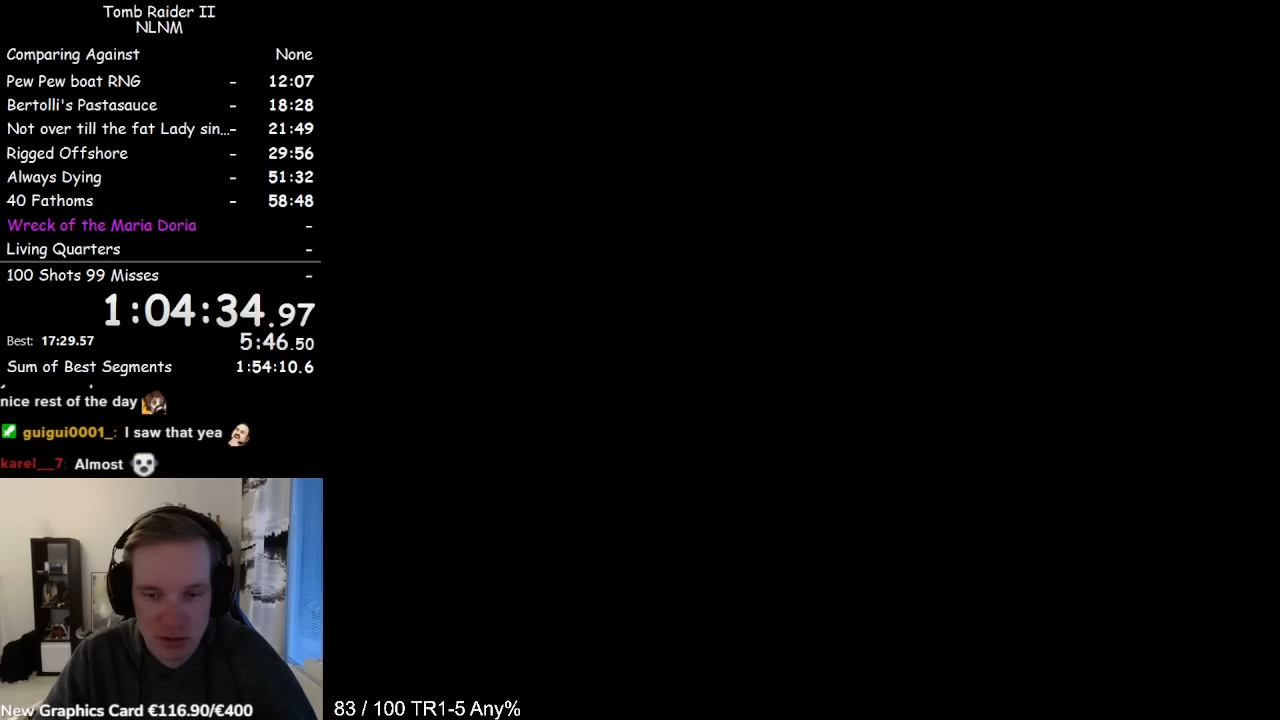 Tomb Raider II
NLNM
Comparing Against None
Pew Pew boat RNG - 12:07
Bertolli's Pastasauce - 18:28
Not over till the fat Lady sin...- 21:49
Rigged Offshore - 29:56
Always Dying - 51:32
40 Fathoms - 58:48
Wreck of the Maria Doria -
Living Quarters -
100 Shots 99 Misses -
1:04:34.97
Best: 17:29.57 5:46.50
Sum of Best Segments 1:54:10.6
nice rest of the day
guigui0001_: I saw that yea
karel__7: Almost
New Graphics Card €116.90/€400
83 / 100 TR1-5 Any%